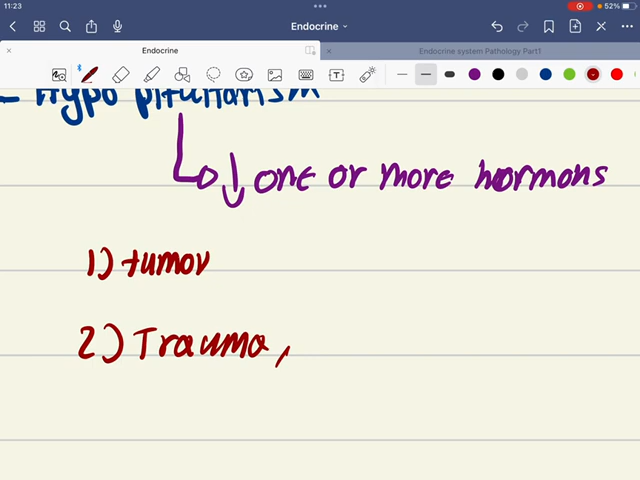 11:23
52%
Endocrine
Endocrine
Endocrine system Pathology Part1
- Hypo pituitarism
↓ one or more hormons
1) tumor
2) Trauma,